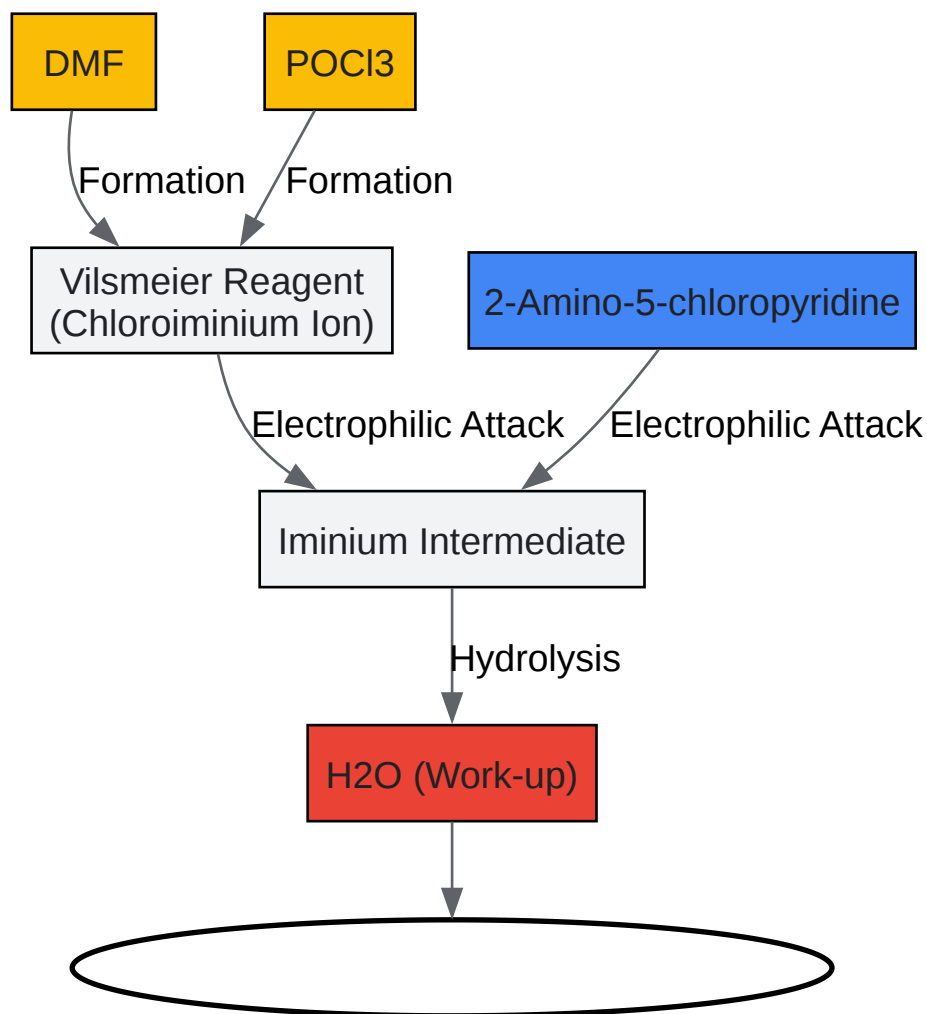 DMF
POCl3
Formation
Formation
Vilsmeier Reagent
(Chloroiminium Ion)
2-Amino-5-chloropyridine
Electrophilic Attack
Electrophilic Attack
Iminium Intermediate
Hydrolysis
H2O (Work-up)